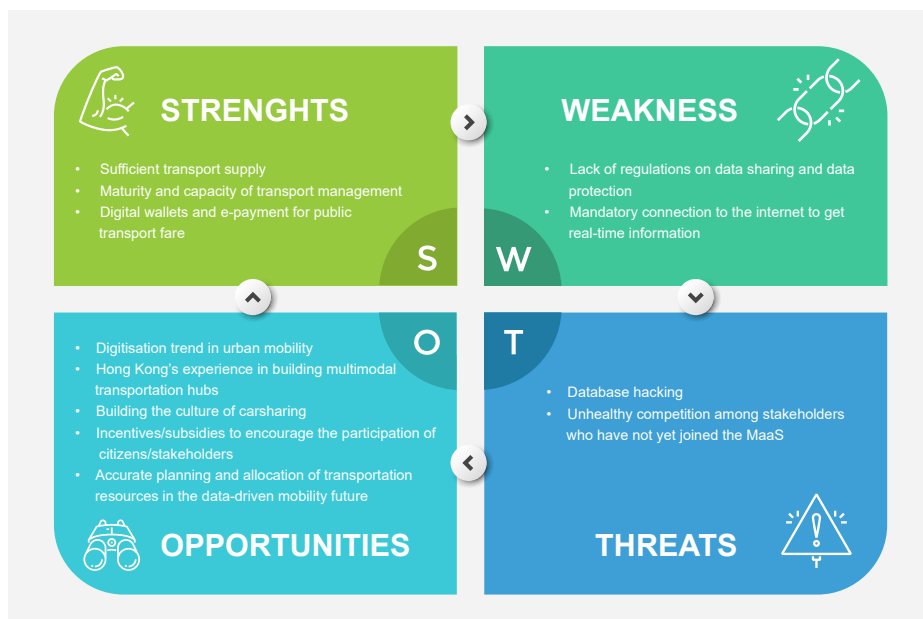 STRENGHTS
• Sufficient transport supply
• Maturity and capacity of transport management
• Digital wallets and e-payment for public
transport fare
S
WEAKNESS
• Lack of regulations on data sharing and data
protection
• Mandatory connection to the internet to get
real-time information
W
O
• Digitisation trend in urban mobility
• Hong Kong's experience in building multimodal
transportation hubs
• Building the culture of carsharing
• Incentives/subsidies to encourage the participation of
citizens/stakeholders
• Accurate planning and allocation of transportation
resources in the data-driven mobility future
OPPORTUNITIES
T
• Database hacking
• Unhealthy competition among stakeholders
who have not yet joined the MaaS
THREATS